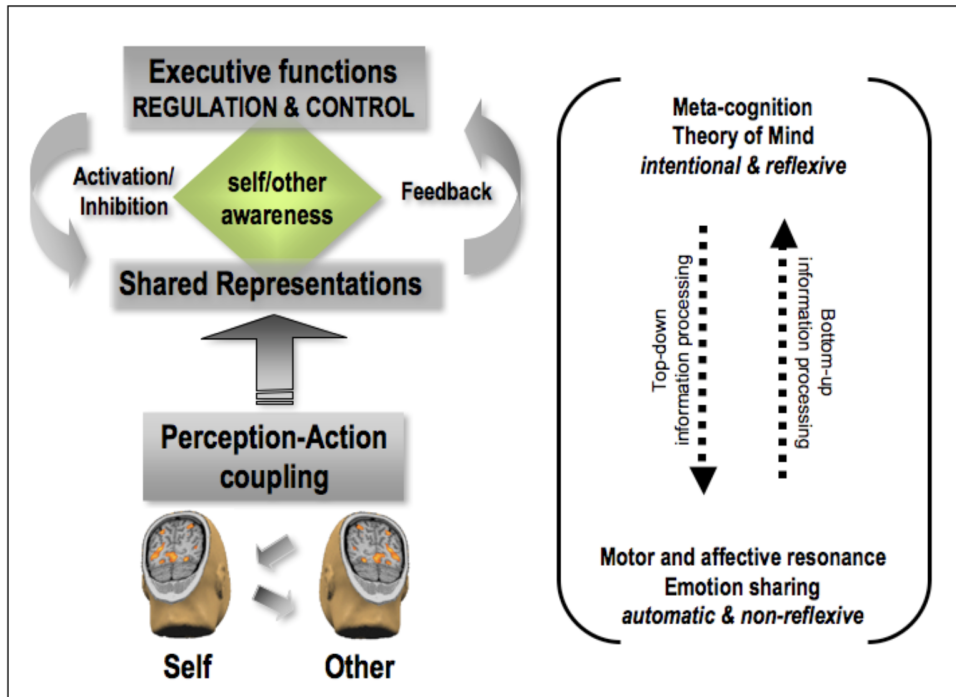 Executive functions
REGULATION & CONTROL
Activation/
Inhibition
self/other
awareness
Feedback
Shared Representations
Perception-Action
coupling
Self
Other
Meta-cognition
Theory of Mind
intentional & reflexive
Top-down
information processing
Bottom-up
information processing
Motor and affective resonance
Emotion sharing
automatic & non-reflexive